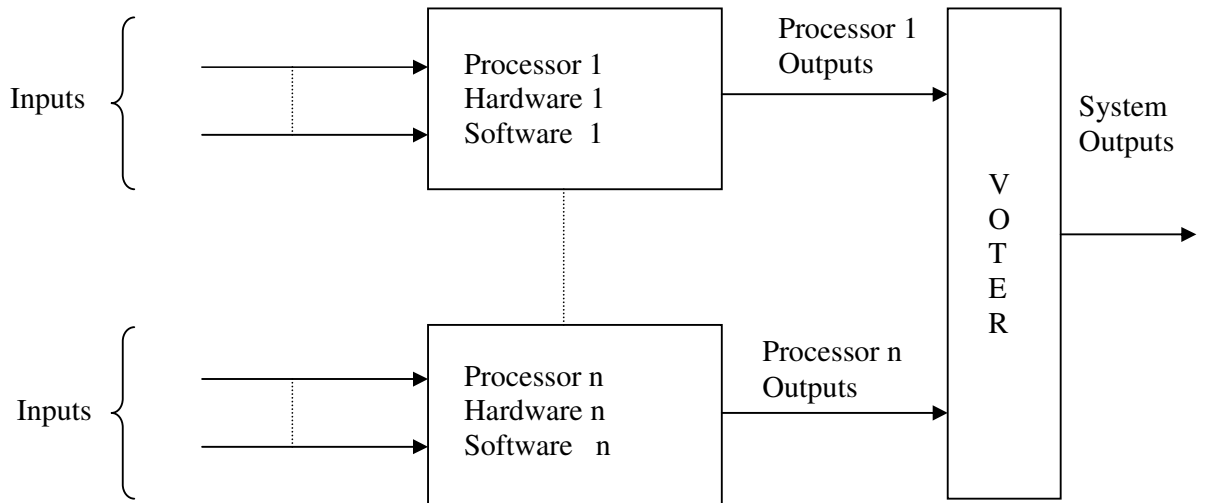 Inputs
Processor 1
Hardware 1
Software 1
Processor 1
Outputs
V
O
T
E
R
System
Outputs
Inputs
Processor n
Hardware n
Software n
Processor n
Outputs